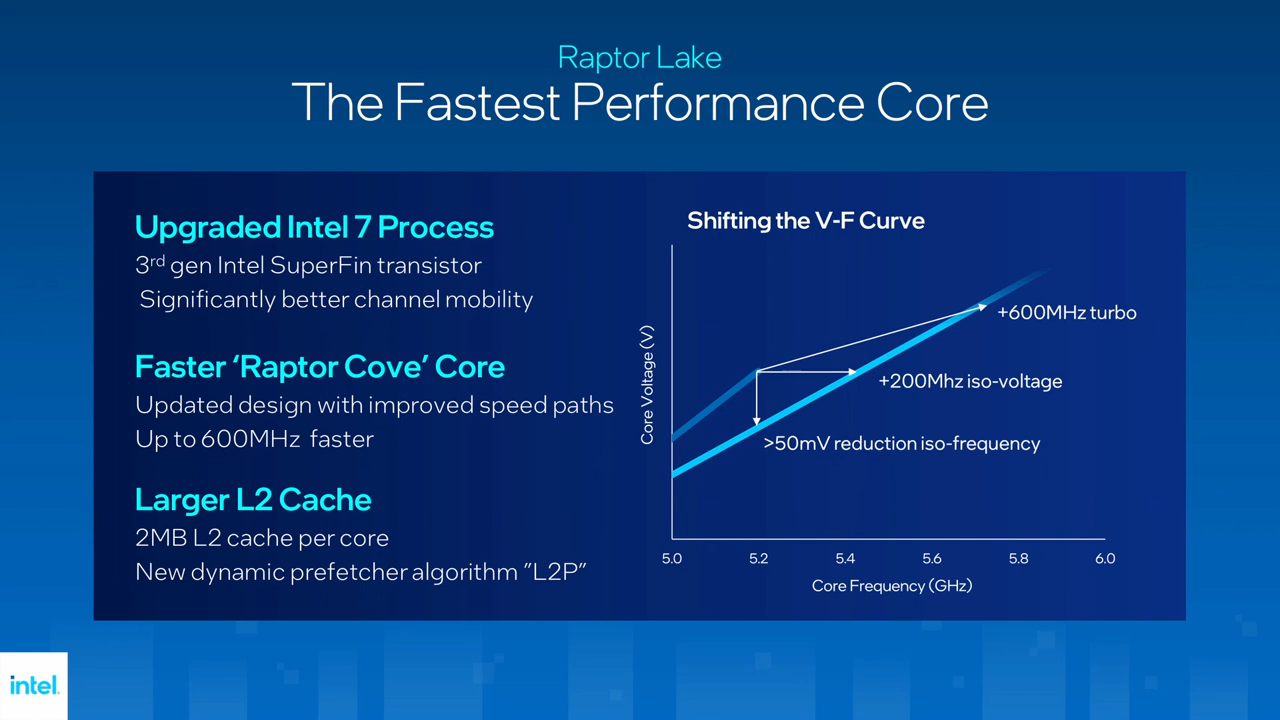 Raptor Lake
The Fastest Performance Core
Upgraded Intel 7 Process
3rd gen Intel SuperFin transistor
Significantly better channel mobility
Faster ‘Raptor Cove’ Core
Updated design with improved speed paths
Up to 600MHz faster
Larger L2 Cache
2MB L2 cache per core
New dynamic prefetcher algorithm ”L2P”
Shifting the V-F Curve
Core Voltage (V)
+600MHz turbo
+200Mhz iso-voltage
>50mV reduction iso-frequency
5.0 5.2 5.4 5.6 5.8 6.0
Core Frequency (GHz)
intel.